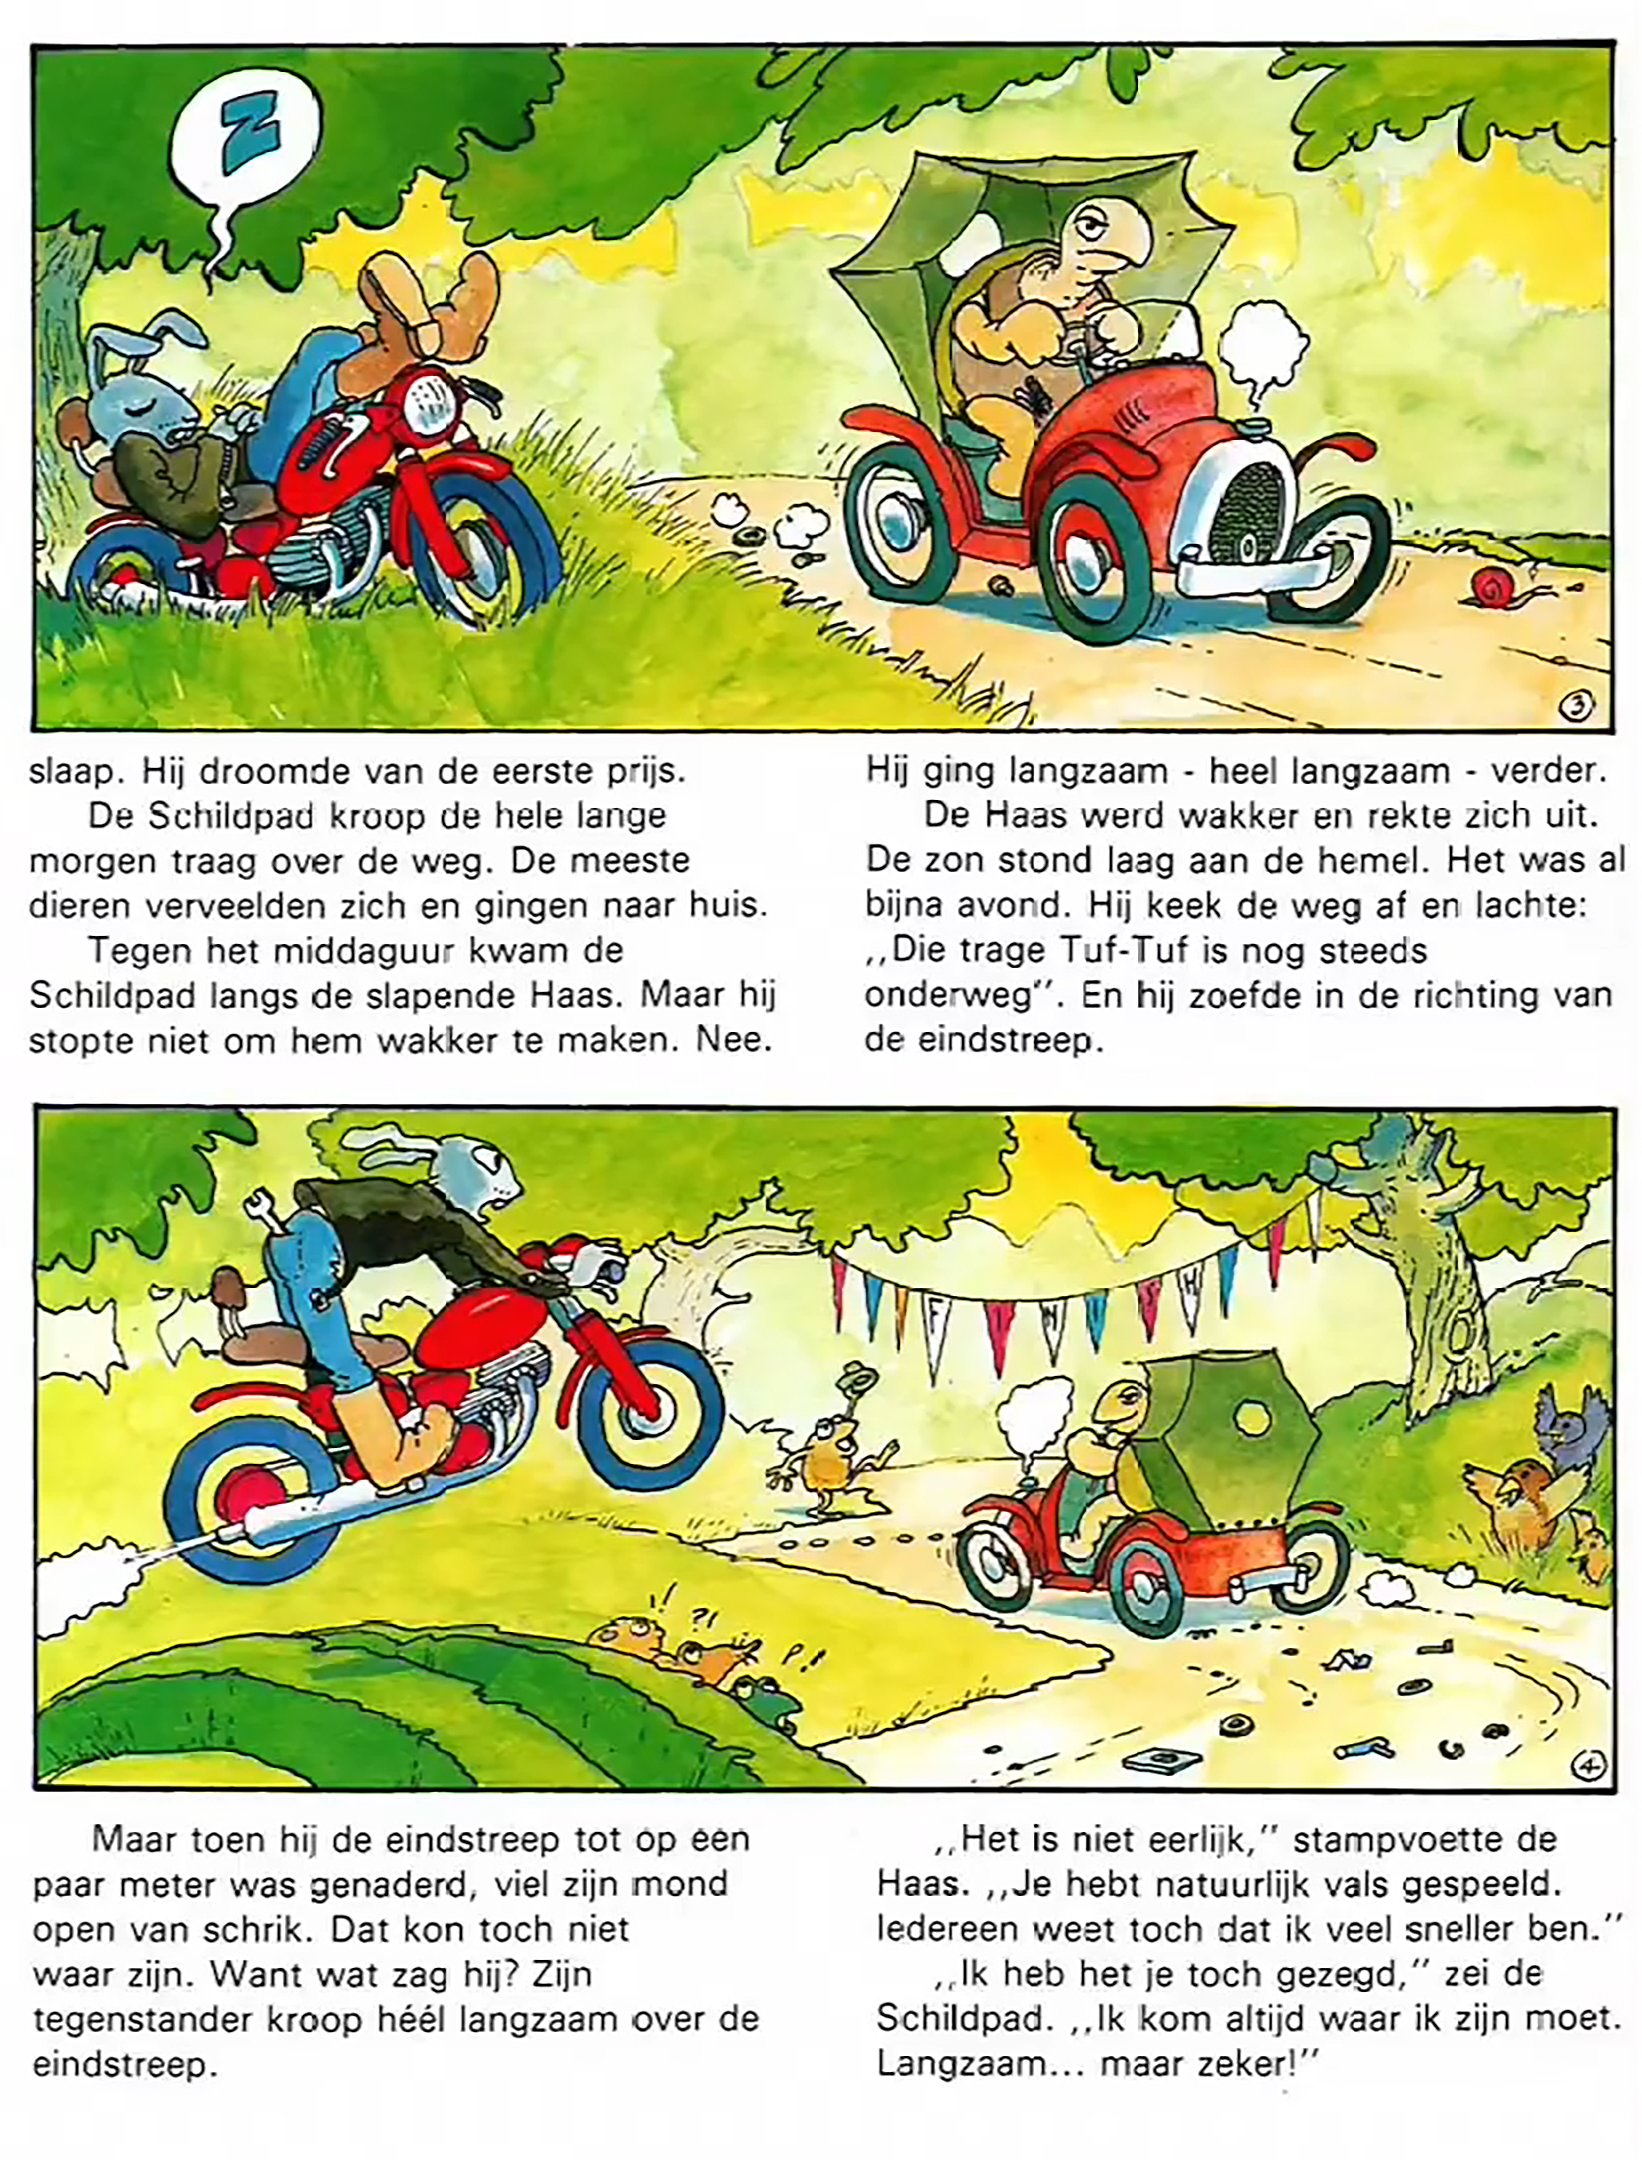 Z
3
slaap. Hij droomde van de eerste prijs.
De Schildpad kroop de hele lange
morgen traag over de weg. De meeste
dieren verveelden zich en gingen naar huis.
Tegen het middaguur kwam de
Schildpad langs de slapende Haas. Maar hij
stopte niet om hem wakker te maken. Nee.
Hij ging langzaam - heel langzaam - verder.
De Haas werd wakker en rekte zich uit.
De zon stond laag aan de hemel. Het was al
bijna avond. Hij keek de weg af en lachte:
,,Die trage Tuf-Tuf is nog steeds
onderweg”. En hij zoefde in de richting van
de eindstreep.
FINISH
!
?!
?!
4
Maar toen hij de eindstreep tot op een
paar meter was genaderd, viel zijn mond
open van schrik. Dat kon toch niet
waar zijn. Want wat zag hij? Zijn
tegenstander kroop héél langzaam over de
eindstreep.
,,Het is niet eerlijk,” stampvoette de
Haas. ,,Je hebt natuurlijk vals gespeeld.
Iedereen weet toch dat ik veel sneller ben.”
,,Ik heb het je toch gezegd,” zei de
Schildpad. ,,Ik kom altijd waar ik zijn moet.
Langzaam... maar zeker!”